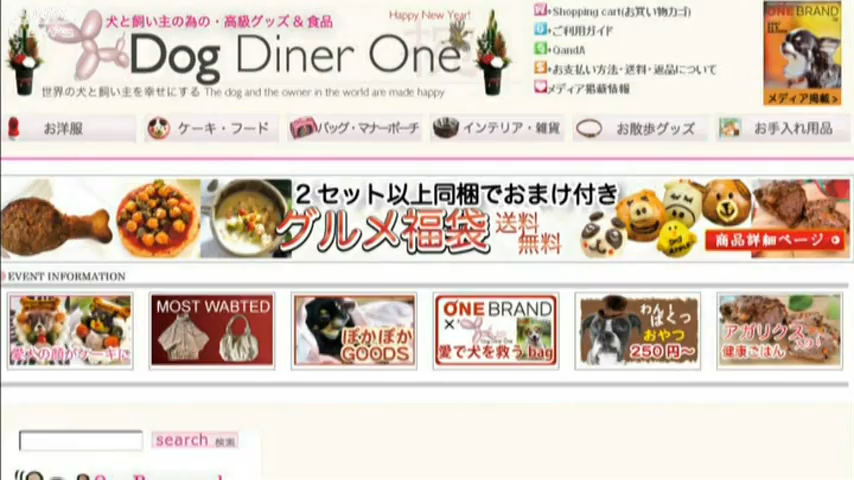 犬と飼い主の為の・高級グッズ&食品
Happy New Year!
Dog Diner One
世界の犬と飼い主を幸せにする The dog and the owner in the world are made happy
Shopping cart(お買い物カゴ)
ご利用ガイド
QandA
お支払い方法・送料・返品について
メディア掲載情報
ONE BRAND
メディア掲載>
お洋服
ケーキ・フード
バッグ・マナーポーチ
インテリア・雑貨
お散歩グッズ
お手入れ用品
2セット以上同梱でおまけ付き
グルメ福袋 送料無料
商品詳細ページ
EVENT INFORMATION
愛犬の顔がケーキに
MOST WABTED
ぽかぽか
GOODS
ONE BRAND
×
Dog Diner One
愛で犬を救うbag
わん
ぱくっ
おやつ
250円~
アガリクス入り
健康ごはん
search 検索